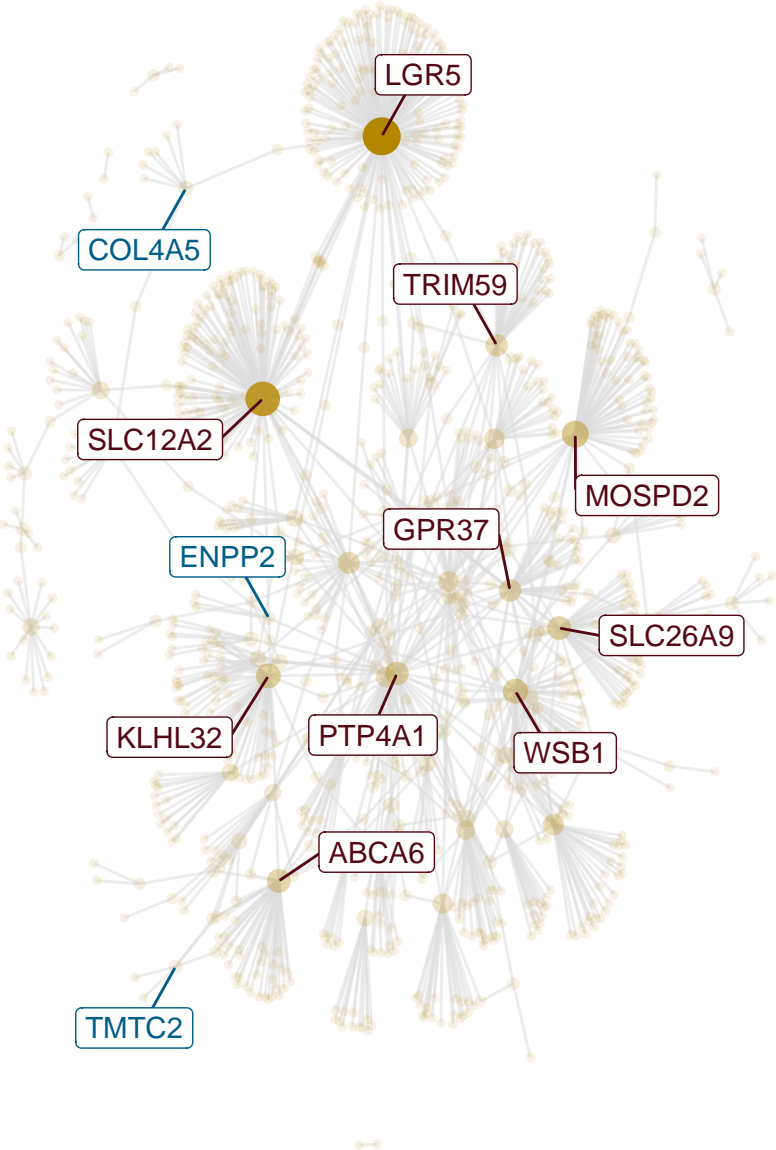 LGR5
COL4A5
TRIM59
SLC12A2
MOSPD2
GPR37
ENPP2
SLC26A9
KLHL32
PTP4A1
WSB1
ABCA6
TMTC2